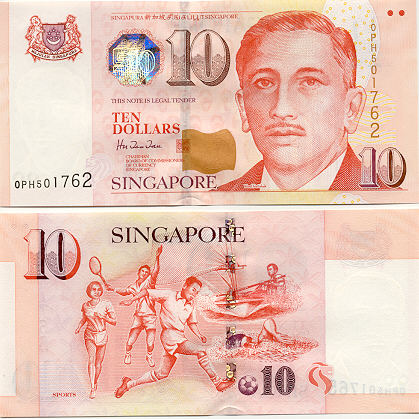 SINGAPURA 新加坡 சிங்கப்பூர் SINGAPORE
10
THIS NOTE IS LEGAL TENDER
TEN
DOLLARS
CHAIRMAN
BOARD OF COMMISSIONERS
OF CURRENCY
SINGAPORE
0PH501762
SINGAPORE
0PH501762
10
10
SINGAPORE
SPORTS
10